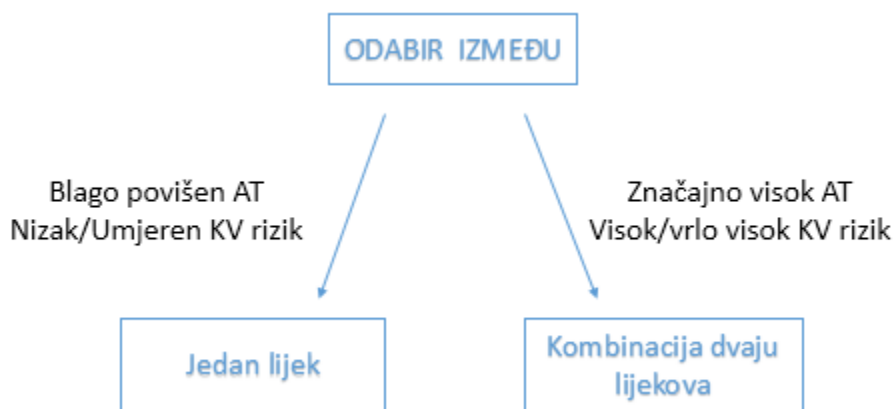 ODABIR IZMEĐU
Blago povišen AT
Nizak/Umjeren KV rizik
Značajno visok AT
Visok/vrlo visok KV rizik
Jedan lijek
Kombinacija dvaju
lijekova